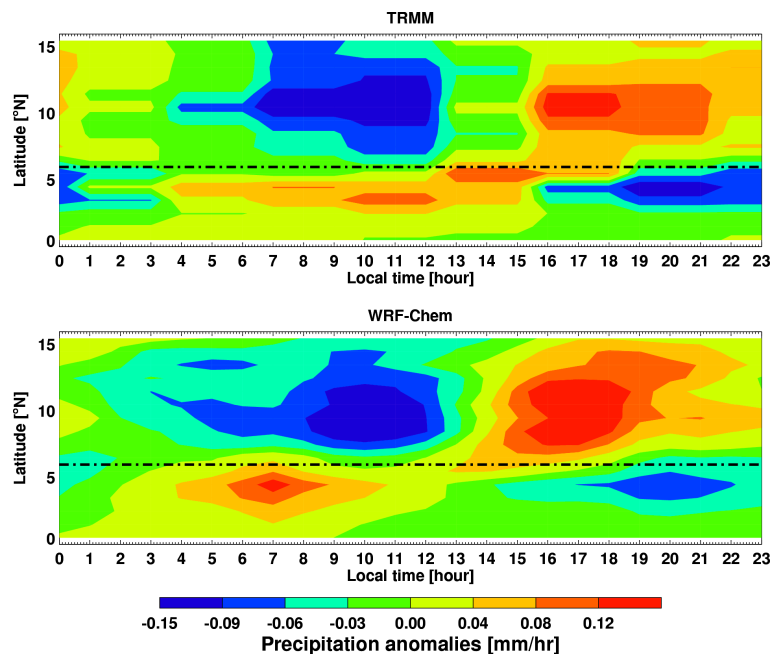 TRMM
15
10
5
0
Latitude [°N]
0 1 2 3 4 5 6 7 8 9 10 11 12 13 14 15 16 17 18 19 20 21 22 23
Local time [hour]
WRF-Chem
15
10
5
0
Latitude [°N]
0 1 2 3 4 5 6 7 8 9 10 11 12 13 14 15 16 17 18 19 20 21 22 23
Local time [hour]
-0.15 -0.09 -0.06 -0.03 0.00 0.04 0.08 0.12
Precipitation anomalies [mm/hr]